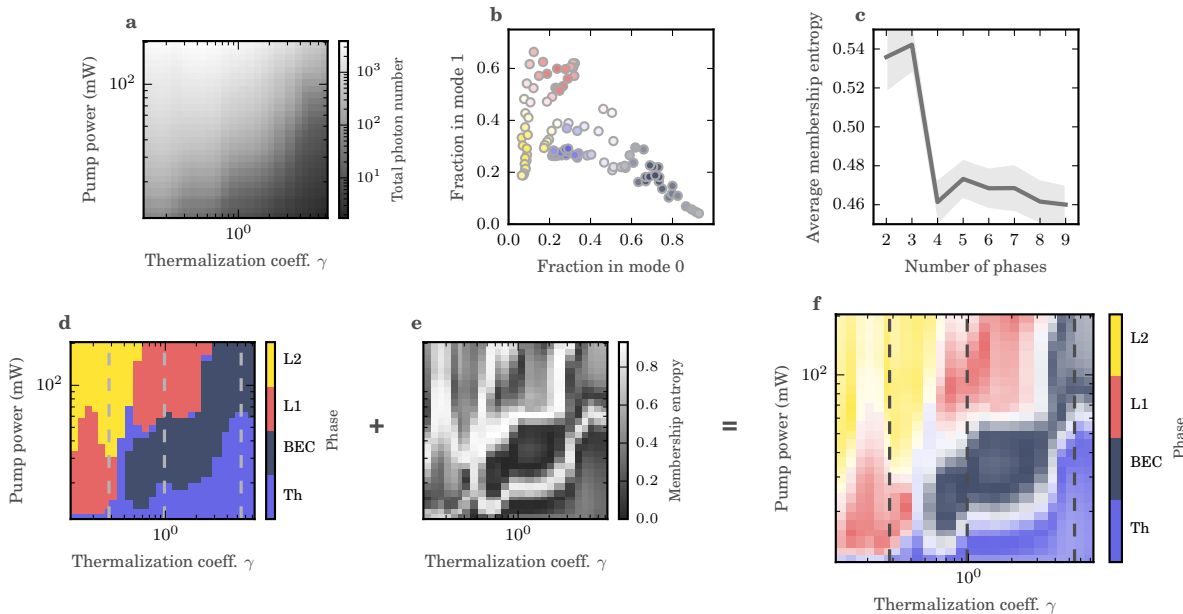 a
Pump power (mW)
10²
10⁰
Thermalization coeff. γ
10³
10²
10¹
Total photon number
b
Fraction in mode 1
0.6
0.4
0.2
0.0
0.0 0.2 0.4 0.6 0.8
Fraction in mode 0
c
Average membership entropy
0.54
0.52
0.50
0.48
0.46
2 3 4 5 6 7 8 9
Number of phases
d
Pump power (mW)
10²
10⁰
Thermalization coeff. γ
L2
L1
BEC
Th
Phase
+
e
10⁰
Thermalization coeff. γ
0.8
0.6
0.4
0.2
0.0
Membership entropy
=
f
Pump power (mW)
10²
10⁰
Thermalization coeff. γ
L2
L1
BEC
Th
Phase